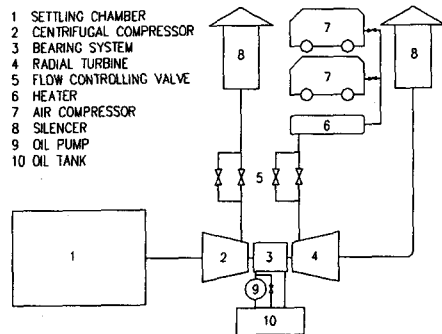 1 SETTLING CHAMBER
2 CENTRIFUGAL COMPRESSOR
3 BEARING SYSTEM
4 RADIAL TURBINE
5 FLOW CONTROLLING VALVE
6 HEATER
7 AIR COMPRESSOR
8 SILENCER
9 OIL PUMP
10 OIL TANK
8
7
7
8
6
5
1
2
3
4
9
10